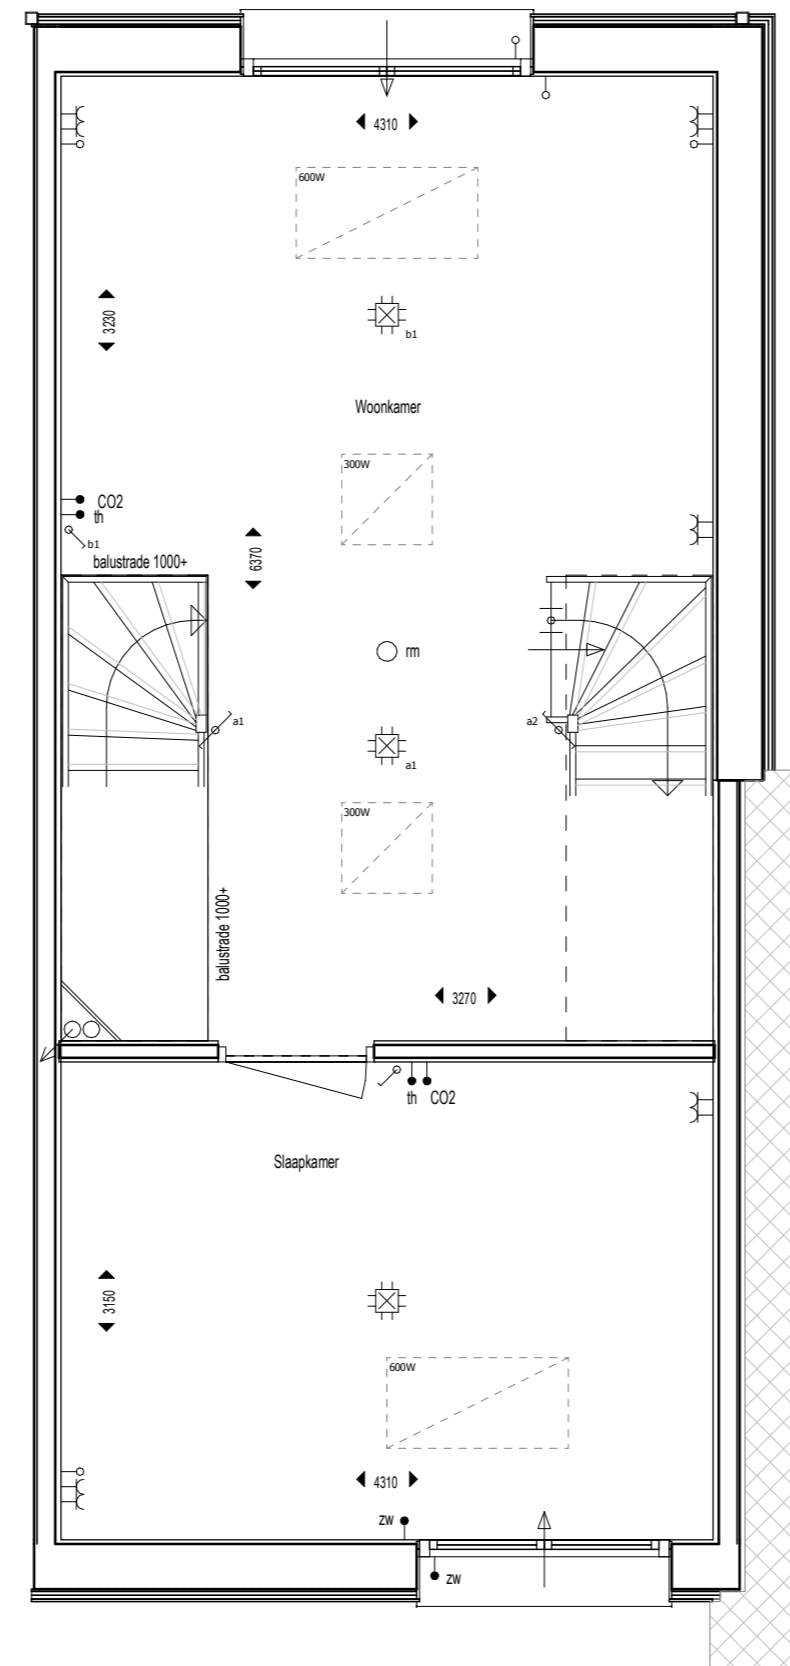 4310
600W
3230
b1
Woonkamer
300W
CO2
th
b1
balustrade 1000+
6370
rm
a1
a2
a1
300W
balustrade 1000+
3270
th CO2
Slaapkamer
3150
600W
4310
zw
zw